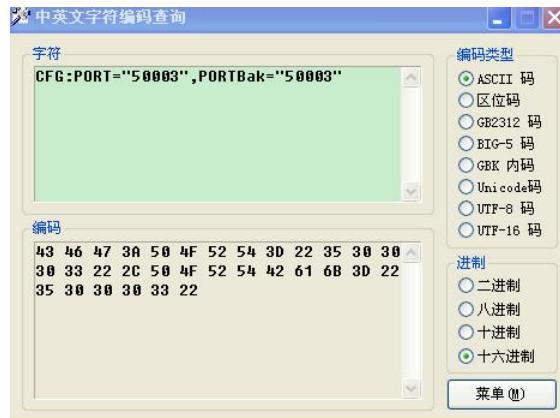 中英文字符编码查询
字符
CFG:PORT="50003",PORTBak="50003"
编码
43 46 47 3A 50 4F 52 54 3D 22 35 30 30
30 33 22 2C 50 4F 52 54 42 61 6B 3D 22
35 30 30 30 33 22
编码类型
ASCII 码
区位码
GB2312 码
BIG-5 码
GBK 内码
Unicode码
UTF-8 码
UTF-16 码
进制
二进制
八进制
十进制
十六进制
菜单(M)